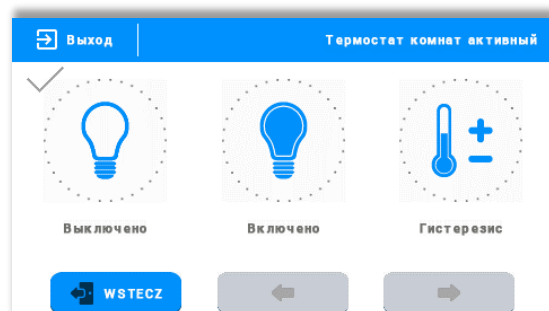 Выход
Термостат комнат активный
Выключено
Включено
Гистерезис
WSTECZ